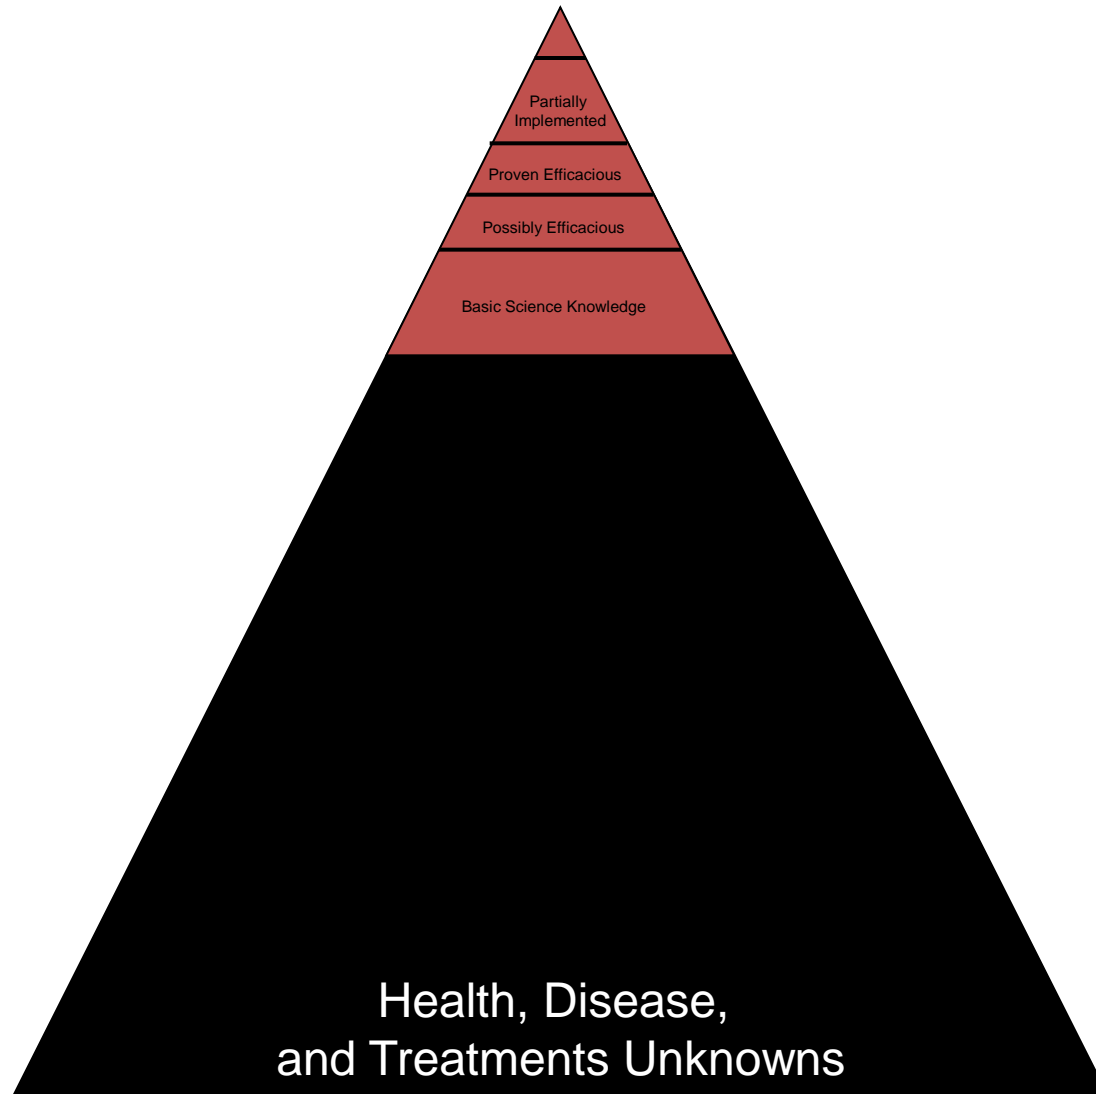 Partially
Implemented
Proven Efficacious
Possibly Efficacious
Basic Science Knowledge
Health, Disease,
and Treatments Unknowns